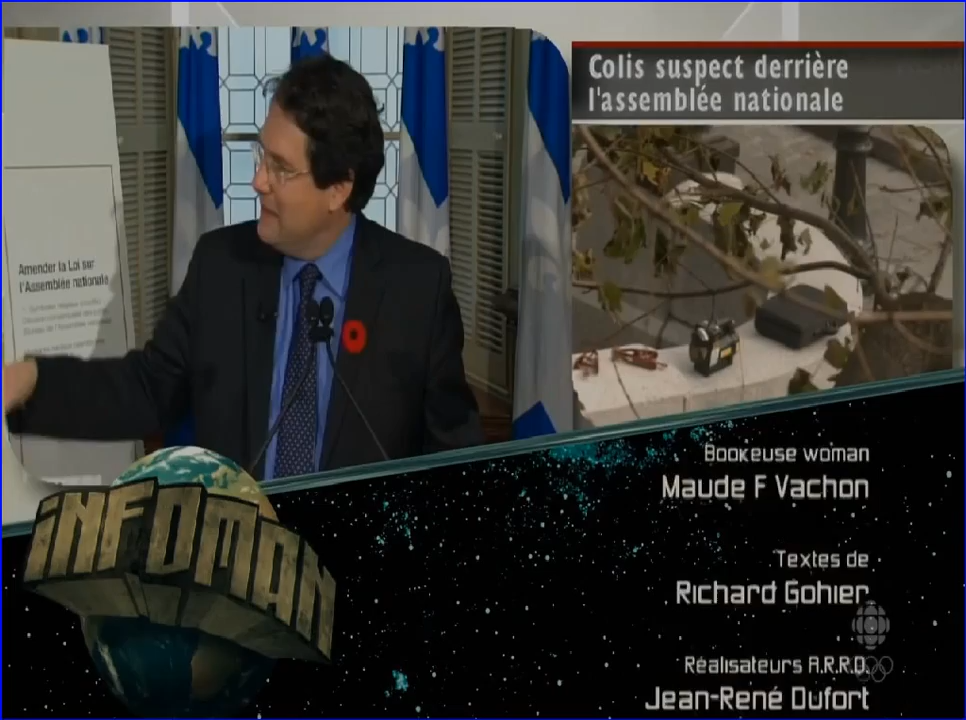 Colis suspect derrière
l'assemblée nationale
Amender la Loi sur
l'Assemblée nationale
INFOMAN
Bookeuse woman
Maude F Vachon
Textes de
Richard Gohier
Réalisateurs A.R.R.Q.
Jean-René Dufort